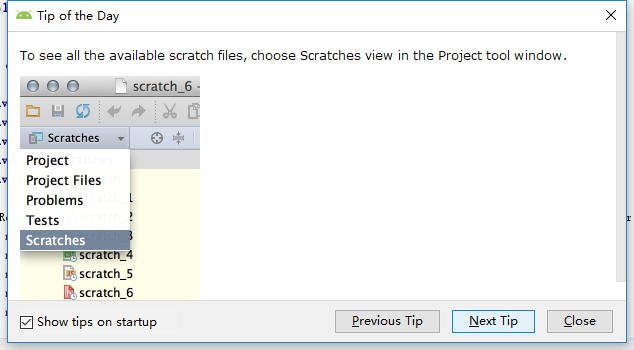 Tip of the Day
To see all the available scratch files, choose Scratches view in the Project tool window.
scratch_6 -
Scratches
Project
Project Files
Problems
Tests
Scratches
scratch_4
scratch_5
scratch_6
Show tips on startup
Previous Tip
Next Tip
Close